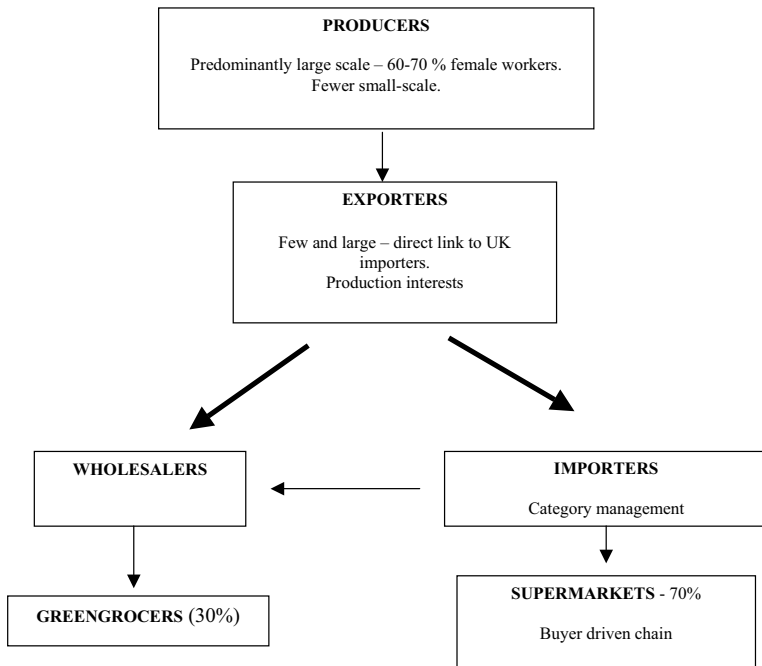 PRODUCERS
Predominantly large scale – 60-70 % female workers.
Fewer small-scale.
EXPORTERS
Few and large – direct link to UK
importers.
Production interests
WHOLESALERS
IMPORTERS
Category management
GREENGROCERS (30%)
SUPERMARKETS - 70%
Buyer driven chain